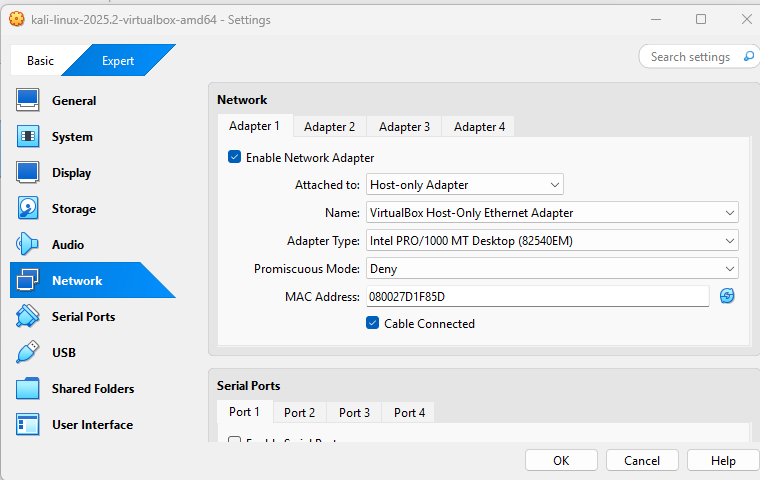 kali-linux-2025.2-virtualbox-amd64 - Settings
Basic
Expert
Search settings
General
System
Display
Storage
Audio
Network
Serial Ports
USB
Shared Folders
User Interface
Network
Adapter 1
Adapter 2
Adapter 3
Adapter 4
Enable Network Adapter
Attached to: Host-only Adapter
Name: VirtualBox Host-Only Ethernet Adapter
Adapter Type: Intel PRO/1000 MT Desktop (82540EM)
Promiscuous Mode: Deny
MAC Address: 080027D1F85D
Cable Connected
Serial Ports
Port 1
Port 2
Port 3
Port 4
OK
Cancel
Help